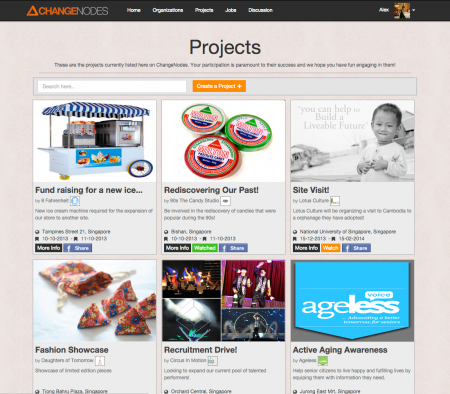 CHANGENODES Home Organizations Projects Jobs Discussion Alex
Projects
These are the projects currently listed here on ChangeNodes. Your participation is paramount to their success and we hope you have fun engaging in them!
Search here... Create a Project +
"you can help to
Build a
Liveable Future"
Fund raising for a new ice...
by 8 Fahrenheit
New ice cream machine required for the expansion of
our store to another site.
Tampines Street 21, Singapore
10-10-2013 - 11-10-2013
More Info Watch f Share
Rediscovering Our Past!
by 90s The Candy Studio
Be involved in the rediscovery of candies that were
popular during the 90s!
Bishan, Singapore
10-10-2013 - 11-10-2013
More Info Watched f Share
Site Visit!
by Lotus Culture
Lotus Culture will be organizing a visit to Cambodia to
a orphanage they have adopted!
National University of Singapore, Singapore
15-12-2013 - 15-02-2014
More Info Watch f Share
voice
ageless
...Advocating a better
tomorrow for seniors
Fashion Showcase
by Daughters of Tomorrow
Showcase of limited edition pieces
Tiong Bahru Plaza, Singapore
Recruitment Drive!
by Circus In Motion
Looking to expand our current pool of talented
performers!
Orchard Central, Singapore
Active Aging Awareness
by Ageless
Help senior citizens to live happy and fulfilling lives by
equiping them with information they need.
Jurong East Mrt, Singapore